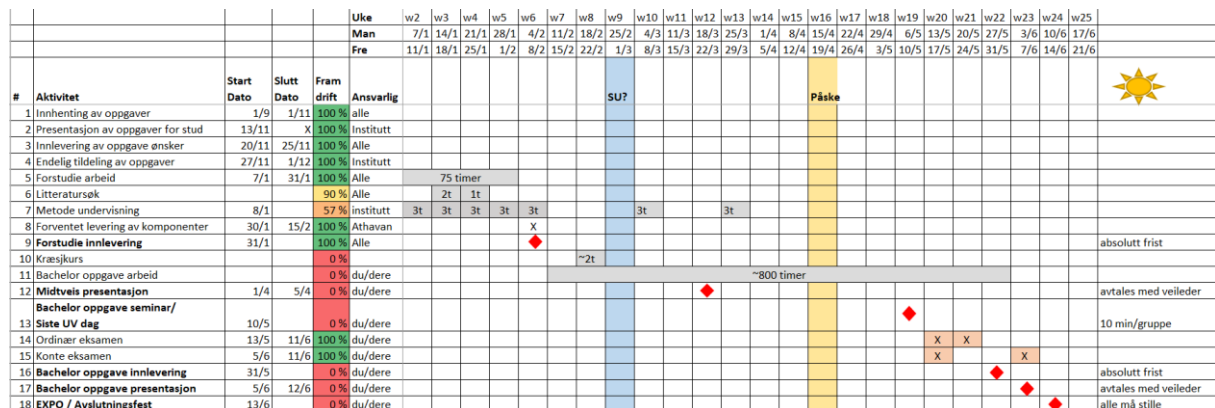 Uke w2 w3 w4 w5 w6 w7 w8 w9 w10 w11 w12 w13 w14 w15 w16 w17 w18 w19 w20 w21 w22 w23 w24 w25
Man 7/1 14/1 21/1 28/1 4/2 11/2 18/2 25/2 4/3 11/3 18/3 25/3 1/4 8/4 15/4 22/4 29/4 6/5 13/5 20/5 27/5 3/6 10/6 17/6
Fre 11/1 18/1 25/1 1/2 8/2 15/2 22/2 1/3 8/3 15/3 22/3 29/3 5/4 12/4 19/4 26/4 3/5 10/5 17/5 24/5 31/5 7/6 14/6 21/6
Start Slutt Fram
# Aktivitet Dato Dato drift Ansvarlig SU? Påske
1 Innhenting av oppgaver 1/9 1/11 100 % alle
2 Presentasjon av oppgaver for stud 13/11 X 100 % Institutt
3 Innlevering av oppgave ønsker 20/11 25/11 100 % Alle
4 Endelig tildeling av oppgaver 27/11 1/12 100 % Institutt
5 Forstudie arbeid 7/1 31/1 100 % Alle 75 timer
6 Litteratursøk 90 % Alle 2t 1t
7 Metode undervisning 8/1 57 % institutt 3t 3t 3t 3t 3t 3t 3t
8 Forventet levering av komponenter 30/1 15/2 100 % Athavan X
9 Forstudie innlevering 31/1 100 % Alle absolutt frist
10 Kræsjkurs 0 % ~2t
11 Bachelor oppgave arbeid 0 % du/dere ~800 timer
12 Midtveis presentasjon 1/4 5/4 0 % du/dere avtales med veileder
Bachelor oppgave seminar/
13 Siste UV dag 10/5 0 % du/dere 10 min/gruppe
14 Ordinær eksamen 13/5 11/6 100 % du/dere X X
15 Konte eksamen 5/6 11/6 100 % du/dere X X
16 Bachelor oppgave innlevering 31/5 0 % du/dere absolutt frist
17 Bachelor oppgave presentasjon 5/6 12/6 0 % du/dere avtales med veileder
18 EXPO / Avslutningsfest 13/6 0 % du/dere alle må stille